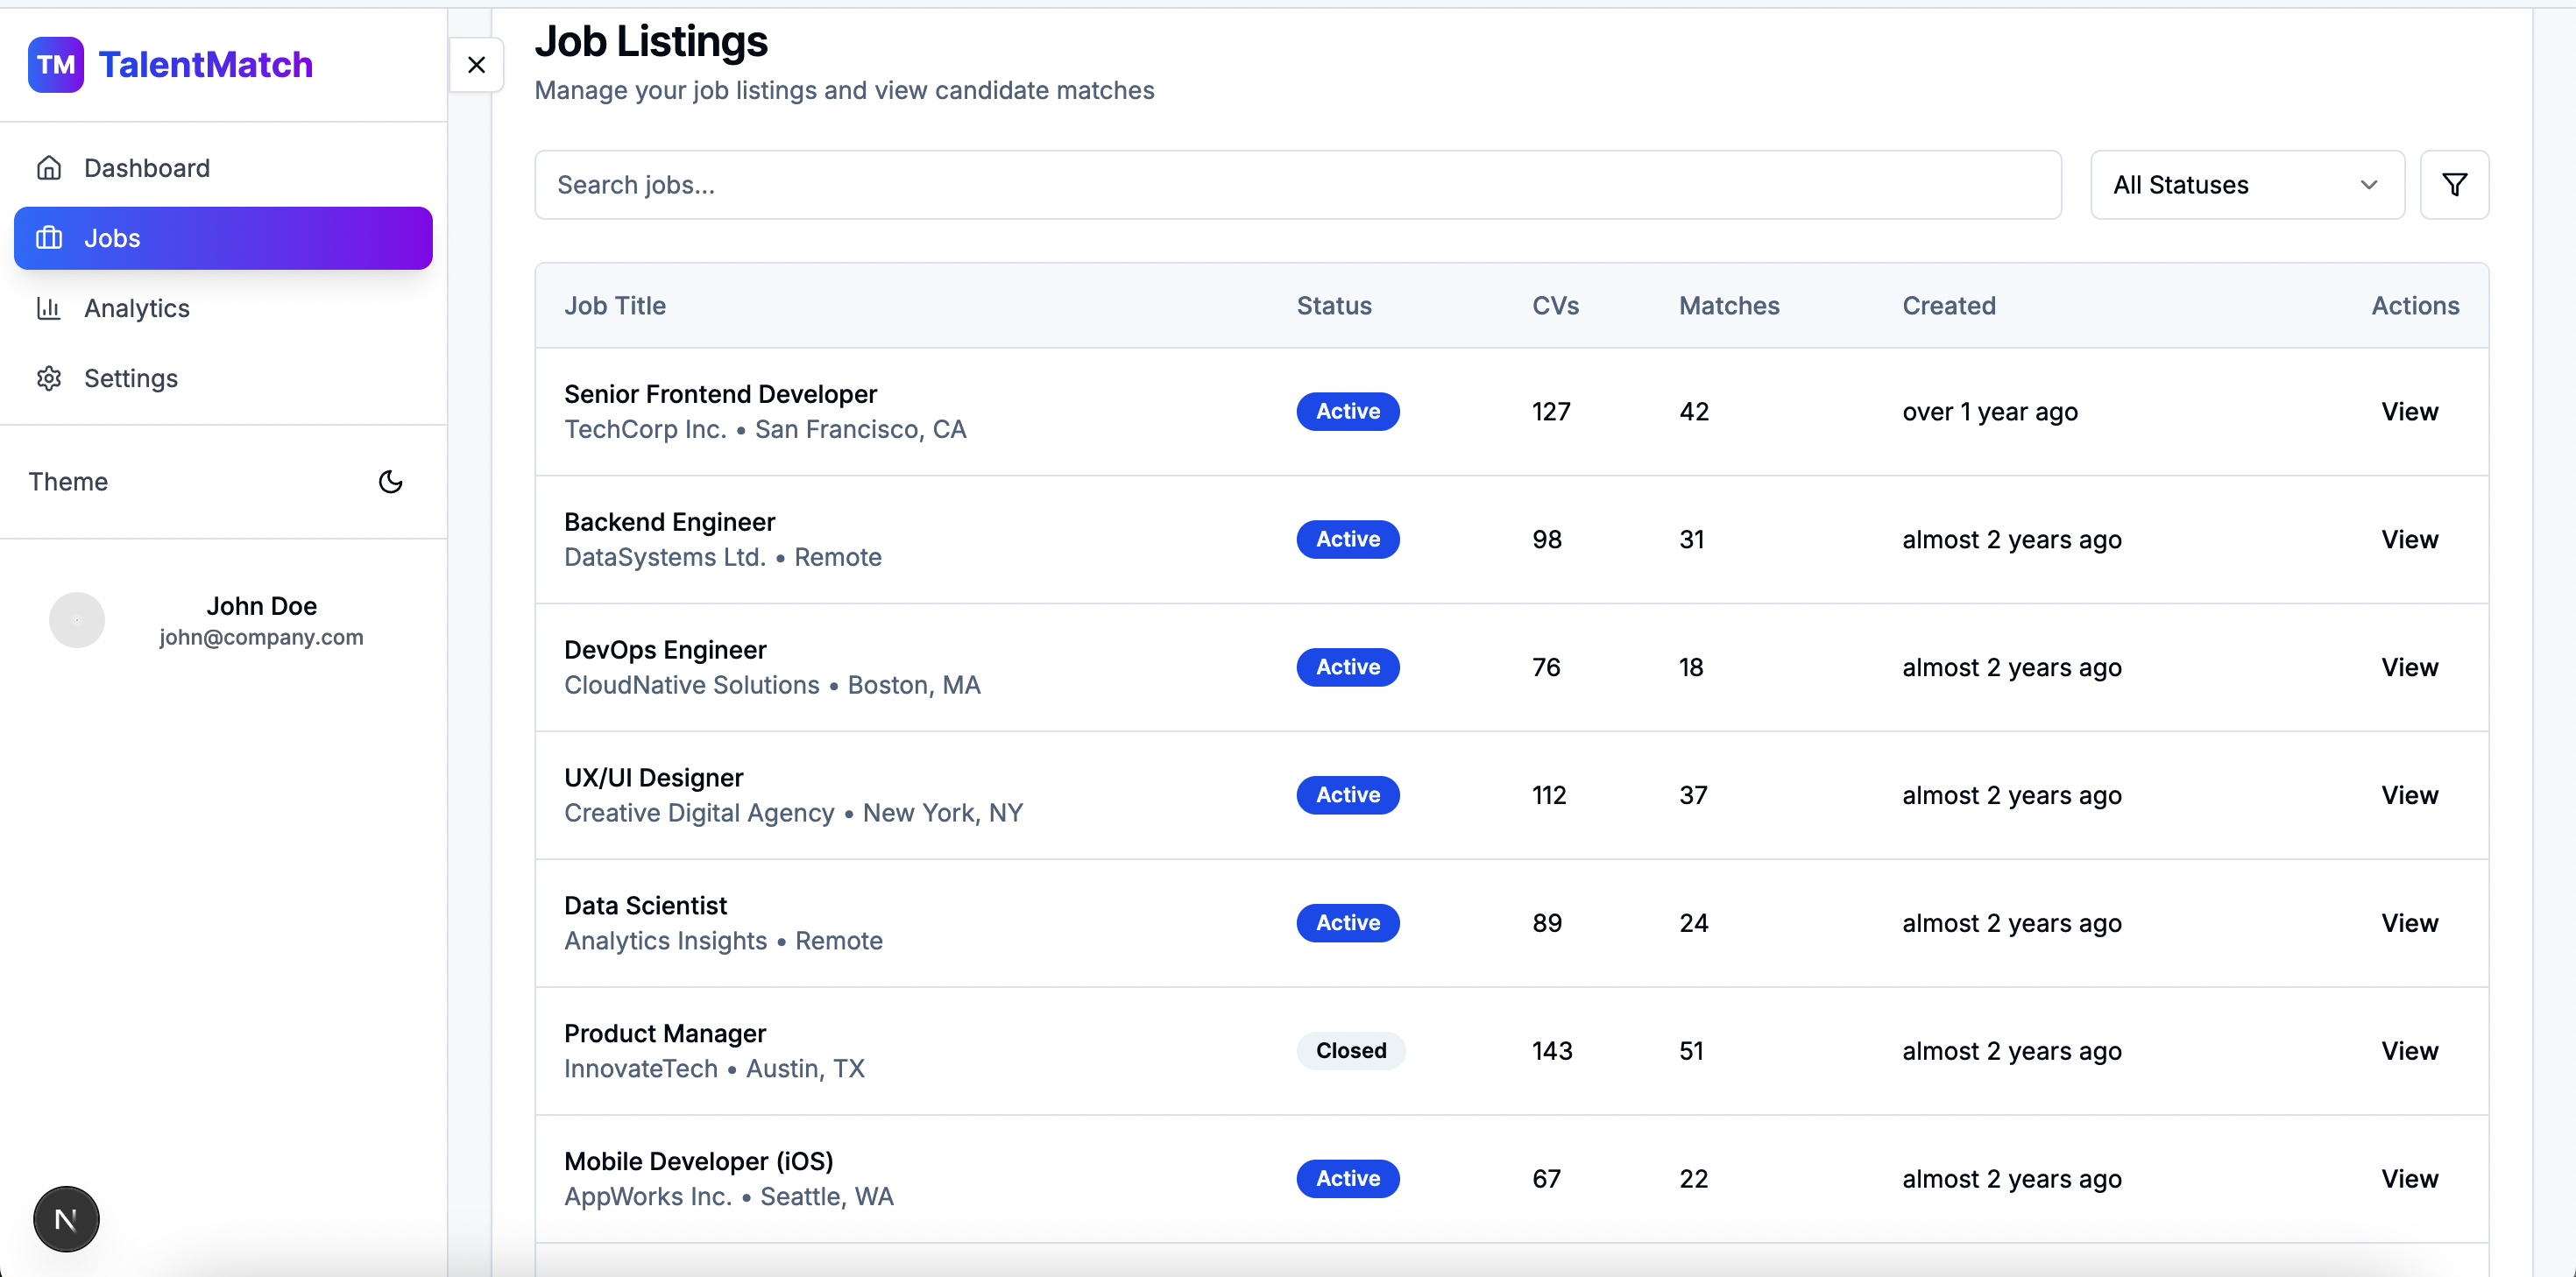 TM TalentMatch
Dashboard
Jobs
Analytics
Settings
Theme
John Doe
john@company.com
N
Job Listings
Manage your job listings and view candidate matches
Search jobs...
All Statuses
Job Title Status CVs Matches Created Actions
Senior Frontend Developer
TechCorp Inc. • San Francisco, CA
Active 127 42 over 1 year ago View
Backend Engineer
DataSystems Ltd. • Remote
Active 98 31 almost 2 years ago View
DevOps Engineer
CloudNative Solutions • Boston, MA
Active 76 18 almost 2 years ago View
UX/UI Designer
Creative Digital Agency • New York, NY
Active 112 37 almost 2 years ago View
Data Scientist
Analytics Insights • Remote
Active 89 24 almost 2 years ago View
Product Manager
InnovateTech • Austin, TX
Closed 143 51 almost 2 years ago View
Mobile Developer (iOS)
AppWorks Inc. • Seattle, WA
Active 67 22 almost 2 years ago View